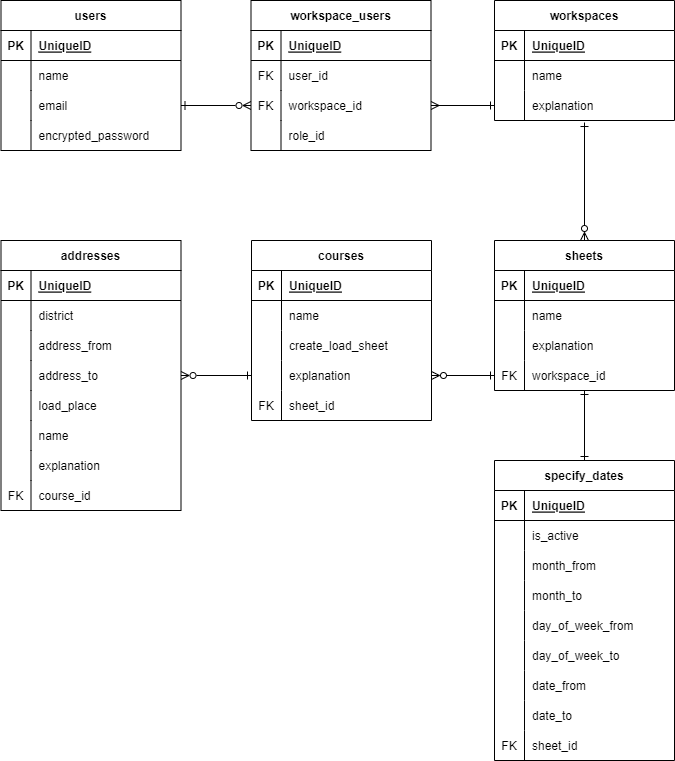 users
PK UniqueID
name
email
encrypted_password
workspace_users
PK UniqueID
FK user_id
FK workspace_id
role_id
workspaces
PK UniqueID
name
explanation
addresses
PK UniqueID
district
address_from
address_to
load_place
name
explanation
FK course_id
courses
PK UniqueID
name
create_load_sheet
explanation
FK sheet_id
sheets
PK UniqueID
name
explanation
FK workspace_id
specify_dates
PK UniqueID
is_active
month_from
month_to
day_of_week_from
day_of_week_to
date_from
date_to
FK sheet_id